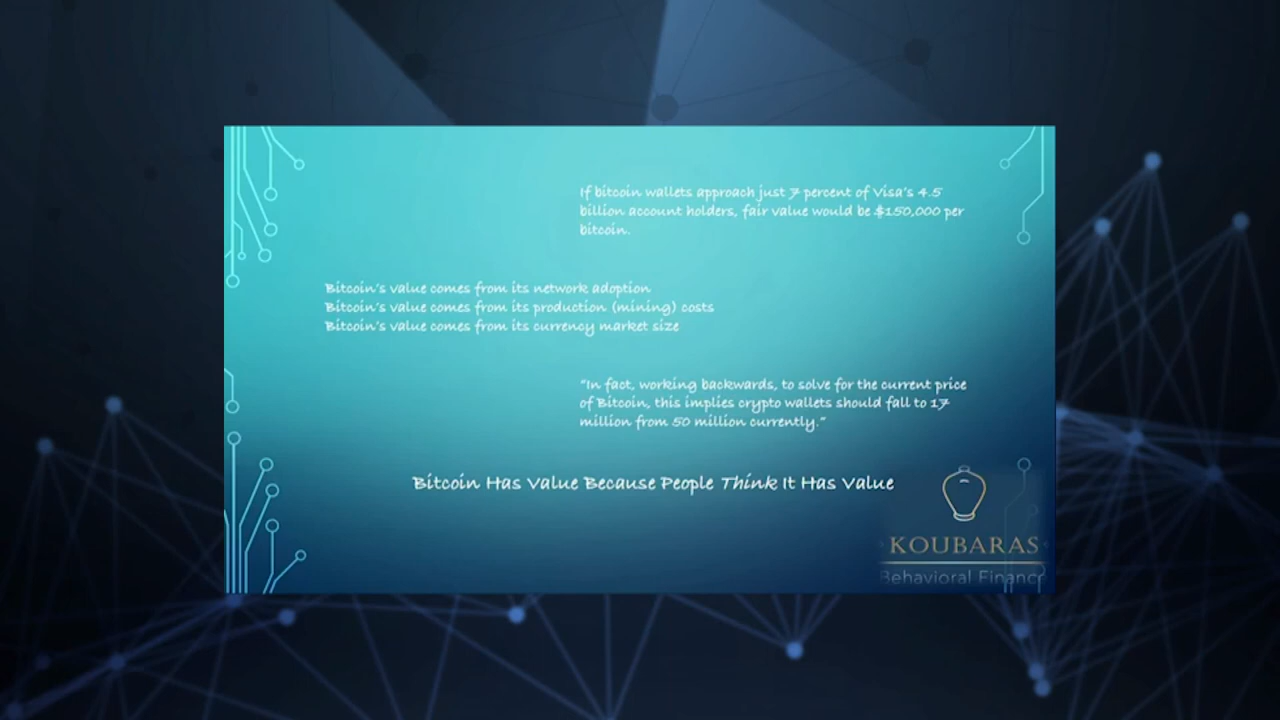 If bitcoin wallets approach just 7 percent of Visa's 4.5
billion account holders, fair value would be $150,000 per
bitcoin.
Bitcoin's value comes from its network adoption
Bitcoin's value comes from its production (mining) costs
Bitcoin's value comes from its currency market size
"In fact, working backwards, to solve for the current price
of Bitcoin, this implies crypto wallets should fall to 17
million from 50 million currently."
Bitcoin Has Value Because People Think It Has Value
KOUBARAS
Behavioral Finance